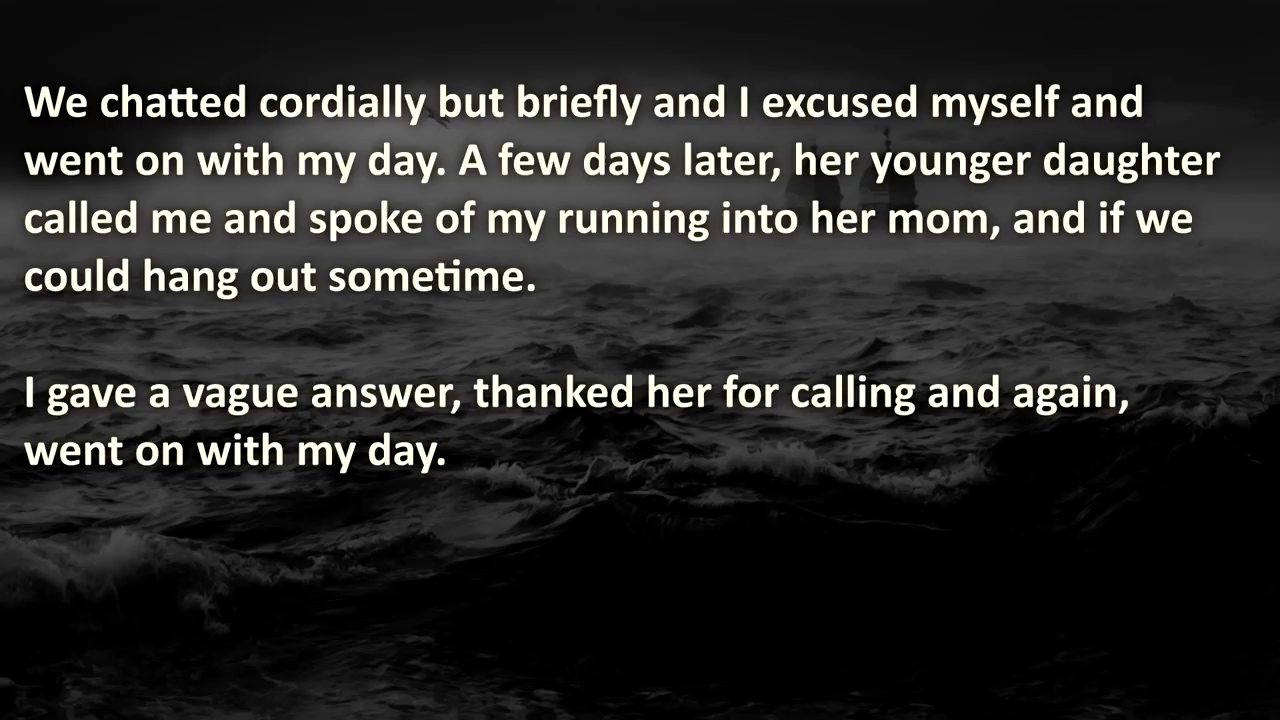 We chatted cordially but briefly and I excused myself and
went on with my day. A few days later, her younger daughter
called me and spoke of my running into her mom, and if we
could hang out sometime.
I gave a vague answer, thanked her for calling and again,
went on with my day.